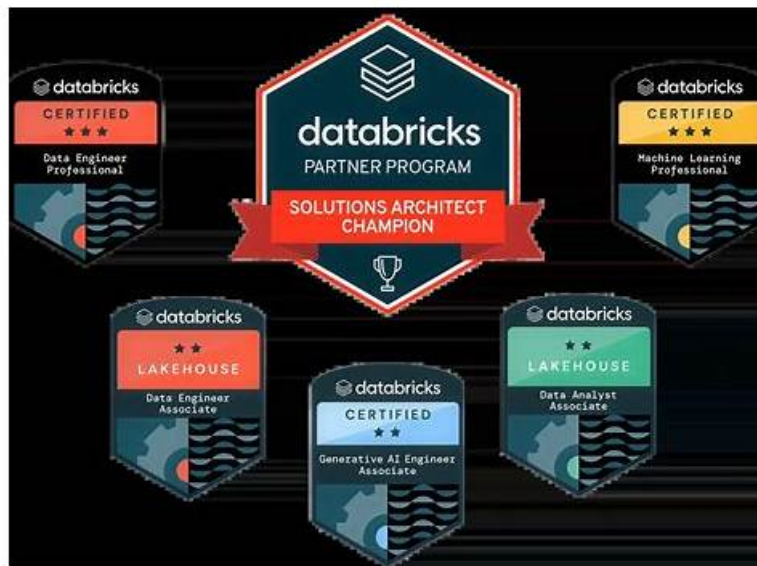 databricks
CERTIFIED
Data Engineer
Professional
databricks
PARTNER PROGRAM
SOLUTIONS ARCHITECT
CHAMPION
databricks
CERTIFIED
Machine Learning
Professional
databricks
LAKEHOUSE
Data Engineer
Associate
databricks
CERTIFIED
Generative AI Engineer
Associate
databricks
LAKEHOUSE
Data Analyst
Associate